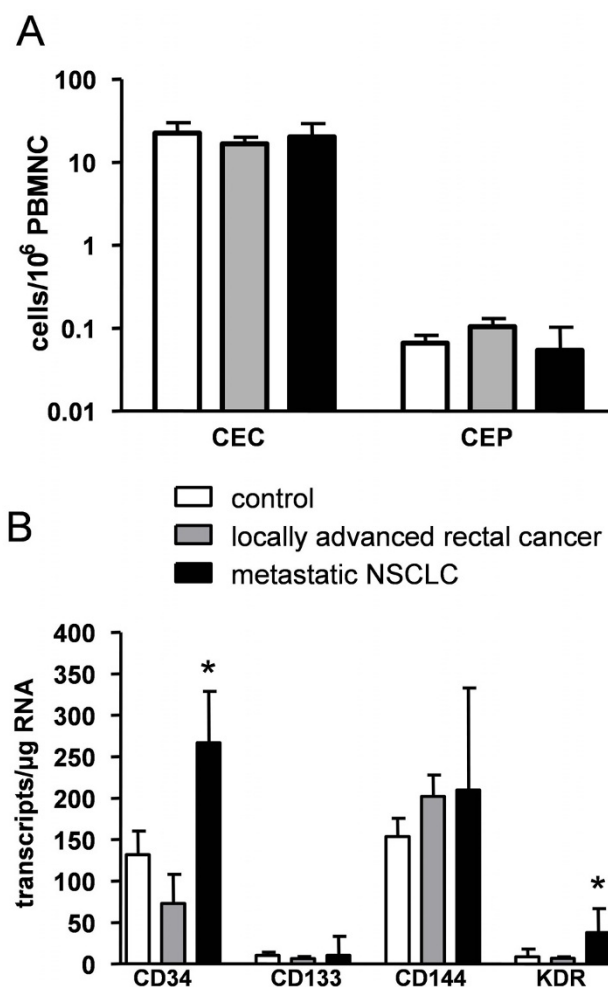 A
100
10
1
0.1
0.01
cells/10⁶ PBMNC
CEC CEP
control
locally advanced rectal cancer
metastatic NSCLC
B
400
350
300
250
200
150
100
50
0
transcripts/µg RNA
*
*
CD34 CD133 CD144 KDR